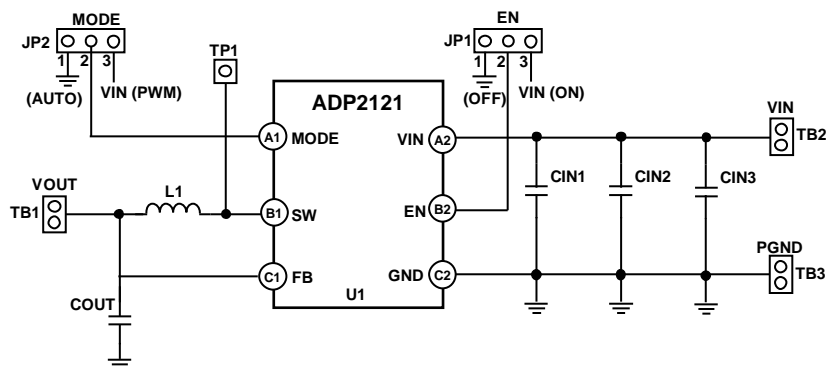 MODE
JP2
1 2 3
(AUTO)
VIN (PWM)
TP1
EN
JP1
1 2 3
(OFF)
VIN (ON)
ADP2121
A1 MODE
VIN A2
VIN
TB2
CIN1
CIN2
CIN3
VOUT
TB1
L1
B1 SW
EN B2
C1 FB
GND C2
PGND
TB3
COUT
U1